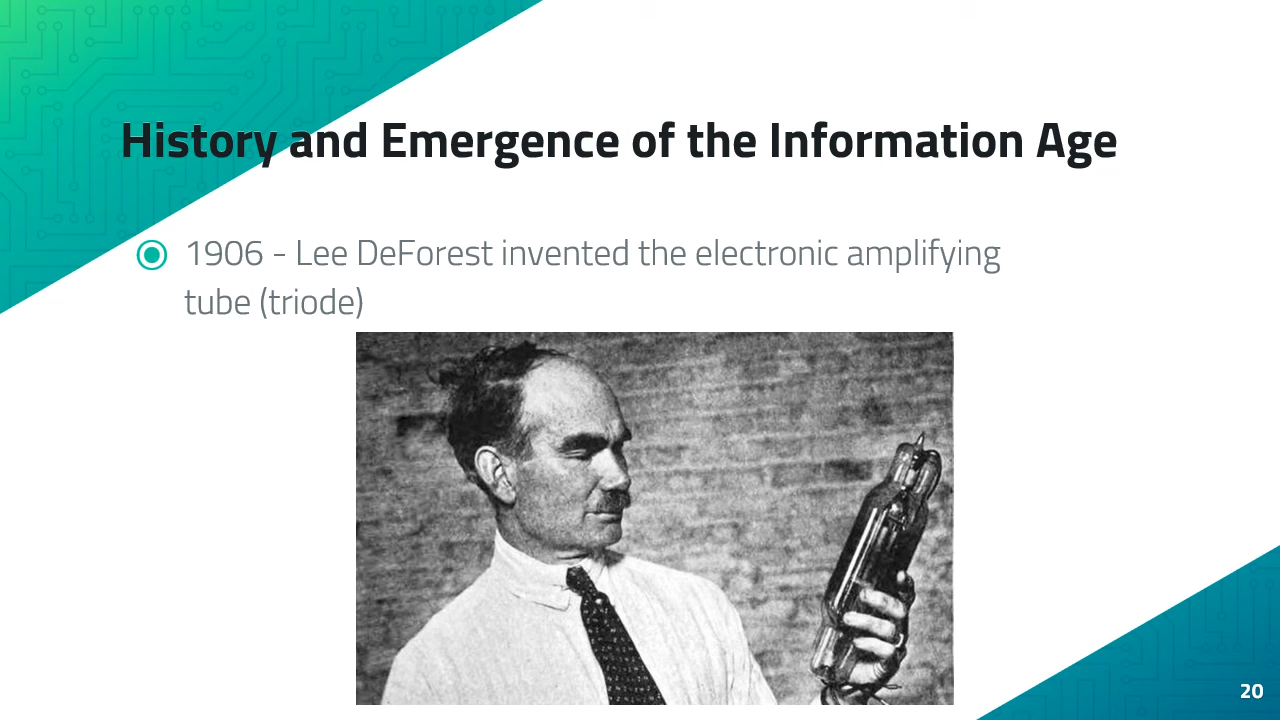 History and Emergence of the Information Age
1906 - Lee DeForest invented the electronic amplifying
tube (triode)
20